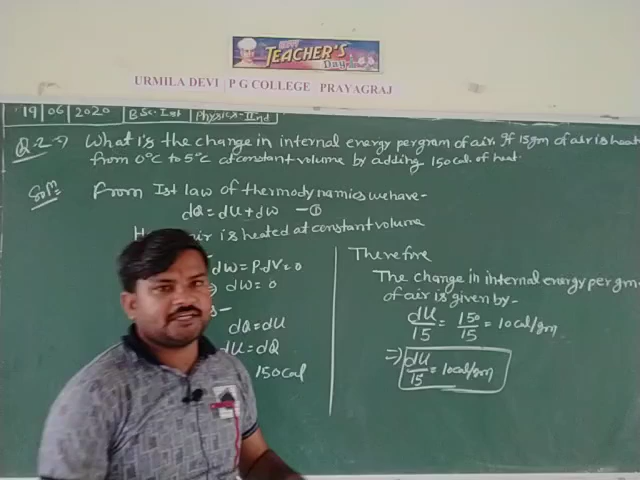 HAPPY
TEACHER'S
Day
URMILA DEVI | P G COLLEGE PRAYAGRAJ
19 | 06 | 2020 | BSc-Ist | Physics-IInd
Q.2-> What is the change in internal energy per gram of air. If 15gm of air is heate
from 0°C to 5°C at constant volume by adding 150 Cal. of heat.
Soln From Ist law of thermodynamics we have-
dQ = dU + dW -①
air is heated at constant volume
dW = P.dV = 0
dW = 0
dQ = dU
dU = dQ
150 Cal
Therefore
The change in internal energy per gm.
of air is given by-
dU/15 = 150/15 = 10 Cal/gm
=> dU/15 = 10 Cal/gm